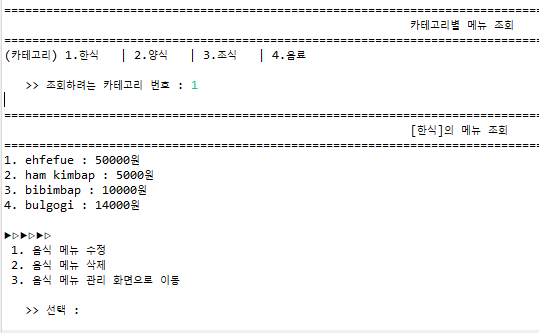 ================================================================================
카테고리별 메뉴 조회
================================================================================
(카테고리) 1.한식   | 2.양식   | 3.조식   | 4.음료
>> 조회하려는 카테고리 번호 : 1
================================================================================
[한식]의 메뉴 조회
================================================================================
1. ehfefue : 50000원
2. ham kimbap : 5000원
3. bibimbap : 10000원
4. bulgogi : 14000원
▶▷▶▷▶▷
1. 음식 메뉴 수정
2. 음식 메뉴 삭제
3. 음식 메뉴 관리 화면으로 이동
>> 선택 :